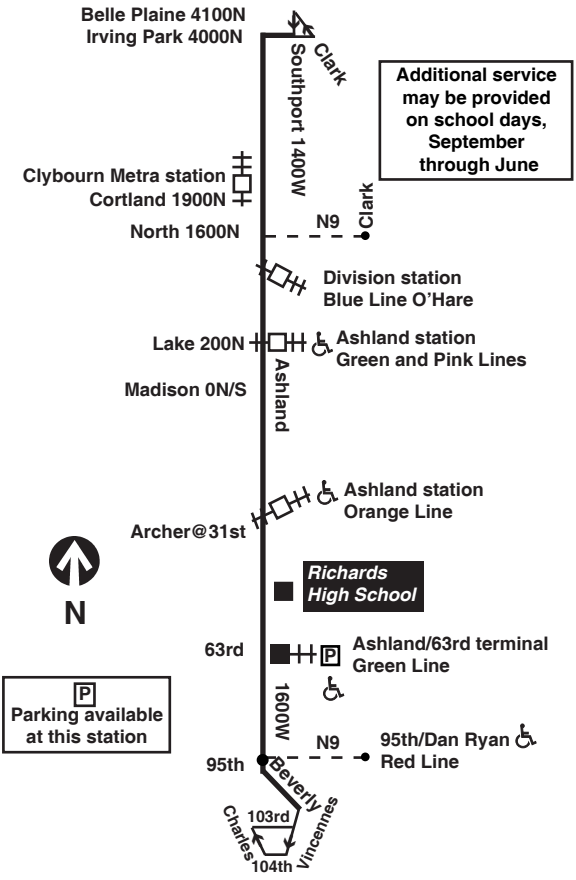 Belle Plaine 4100N
Irving Park 4000N
Clark
Southport 1400W
Additional service
may be provided
on school days,
September
through June
Clybourn Metra station
Cortland 1900N
Clark
North 1600N
N9
Division station
Blue Line O'Hare
Lake 200N
Ashland station
Green and Pink Lines
Ashland
Madison 0N/S
Ashland station
Orange Line
Archer@31st
N
Richards
High School
63rd
P
Ashland/63rd terminal
Green Line
P
Parking available
at this station
1600W
N9
95th/Dan Ryan
Red Line
95th
Beverly
103rd
Charles
Vincennes
104th